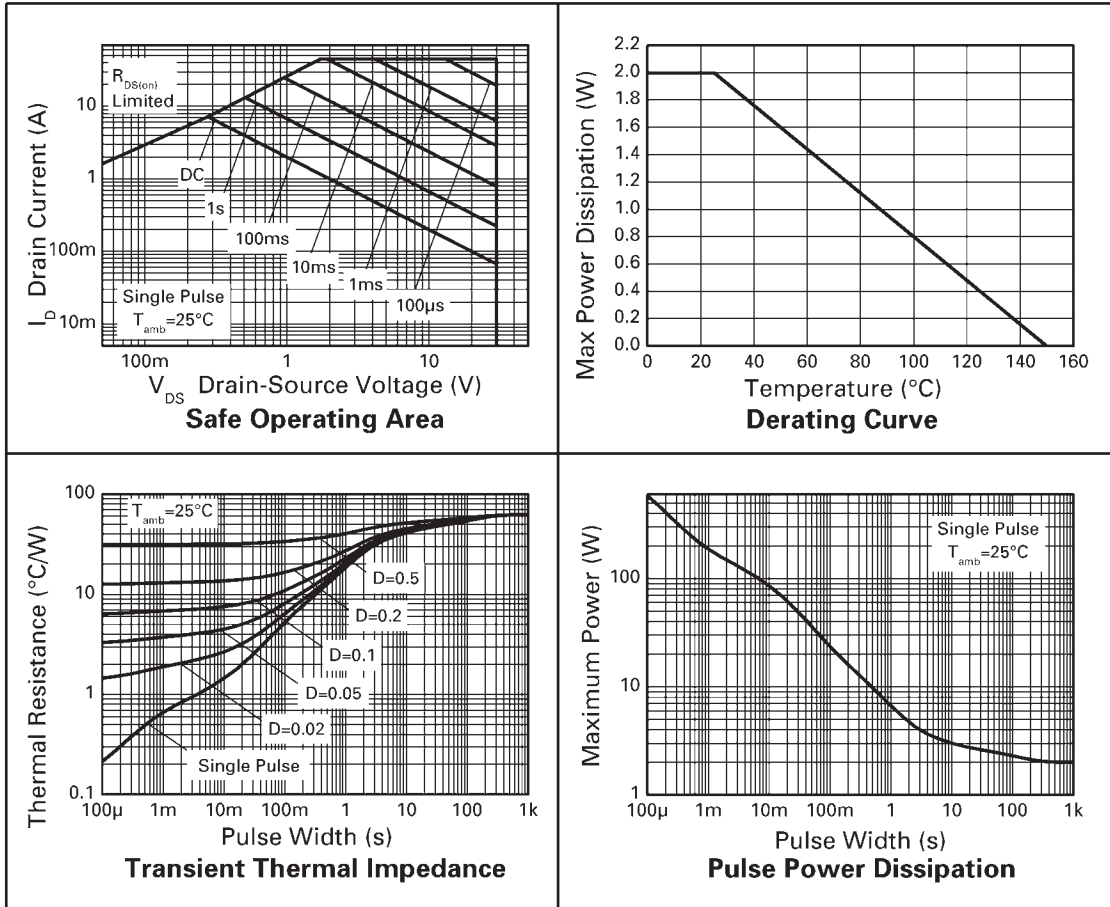 R_DS(on)
Limited
10
1
100m
10m
I_D Drain Current (A)
DC
1s
100ms
10ms
1ms
100µs
Single Pulse
T_amb=25°C
100m 1 10
V_DS Drain-Source Voltage (V)
Safe Operating Area
2.2
2.0
1.8
1.6
1.4
1.2
1.0
0.8
0.6
0.4
0.2
0.0
Max Power Dissipation (W)
0 20 40 60 80 100 120 140 160
Temperature (°C)
Derating Curve
100
10
1
0.1
Thermal Resistance (°C/W)
T_amb=25°C
D=0.5
D=0.2
D=0.1
D=0.05
D=0.02
Single Pulse
100µ 1m 10m 100m 1 10 100 1k
Pulse Width (s)
Transient Thermal Impedance
100
10
1
Maximum Power (W)
Single Pulse
T_amb=25°C
100µ 1m 10m 100m 1 10 100 1k
Pulse Width (s)
Pulse Power Dissipation